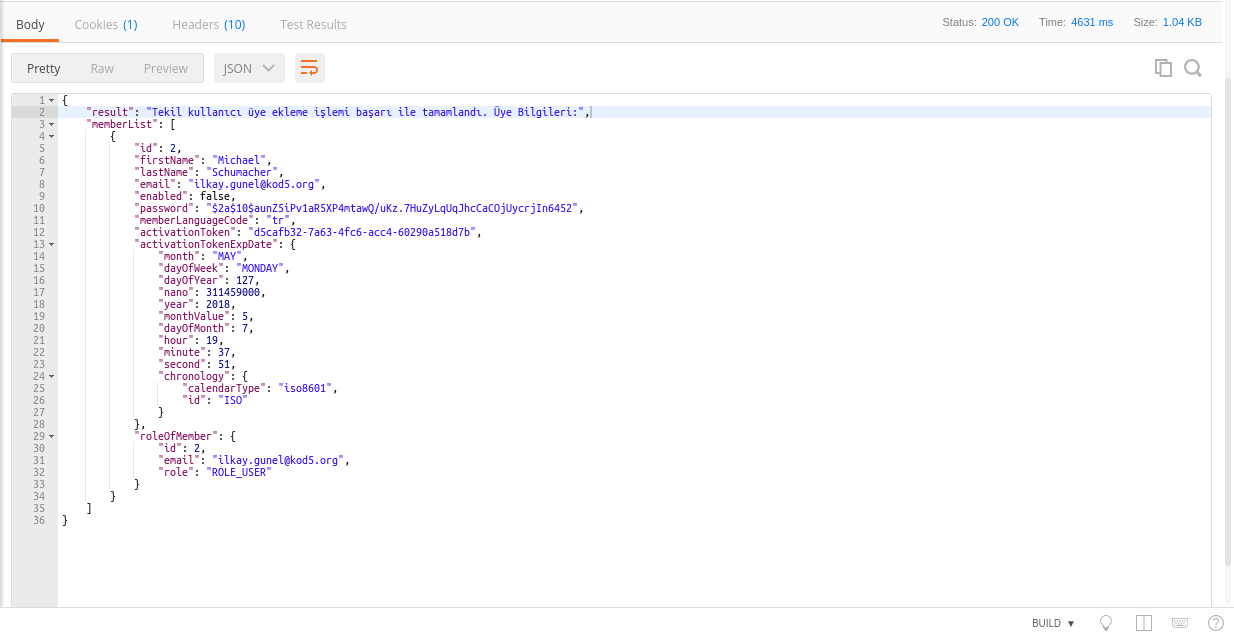 Body Cookies (1) Headers (10) Test Results Status: 200 OK Time: 4631 ms Size: 1.04 KB
Pretty Raw Preview JSON
1 {
2 "result": "Tekil kullanıcı üye ekleme işlemi başarı ile tamamlandı. Üye Bilgileri:",
3 "memberList": [
4 {
5 "id": 2,
6 "firstName": "Michael",
7 "lastName": "Schumacher",
8 "email": "ilkay.gunel@kod5.org",
9 "enabled": false,
10 "password": "$2a$10$aunZ5iPv1aR5XP4mtawQ/uKz.7HuZyLqUqJhcCaCOjUycrjIn6452",
11 "memberLanguageCode": "tr",
12 "activationToken": "d5cafb32-7a63-4fc6-acc4-60290a518d7b",
13 "activationTokenExpDate": {
14 "month": "MAY",
15 "dayOfWeek": "MONDAY",
16 "dayOfYear": 127,
17 "nano": 311459000,
18 "year": 2018,
19 "monthValue": 5,
20 "dayOfMonth": 7,
21 "hour": 19,
22 "minute": 37,
23 "second": 51,
24 "chronology": {
25 "calendarType": "iso8601",
26 "id": "ISO"
27 }
28 },
29 "roleOfMember": {
30 "id": 2,
31 "email": "ilkay.gunel@kod5.org",
32 "role": "ROLE_USER"
33 }
34 }
35 ]
36 }
BUILD